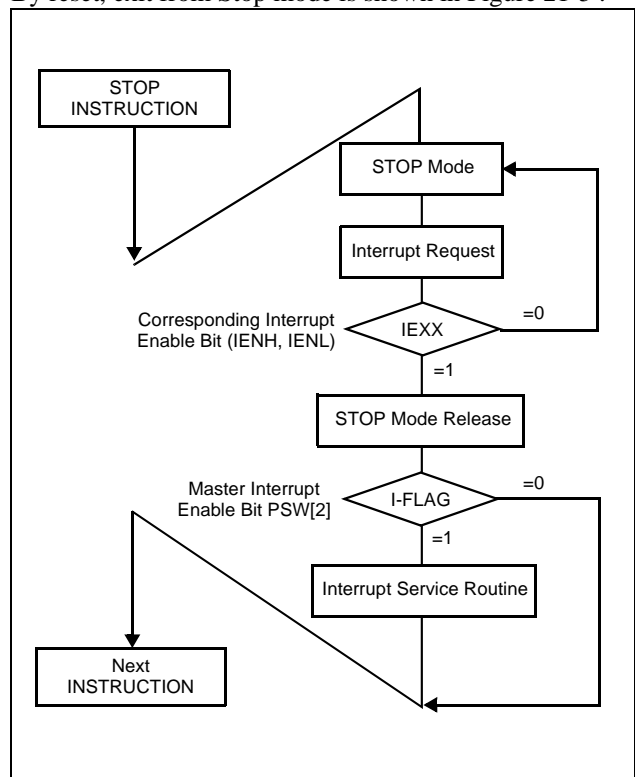 By reset, exit from Stop mode is shown in Figure 21-3 .
STOP
INSTRUCTION
STOP Mode
Interrupt Request
Corresponding Interrupt
Enable Bit (IENH, IENL)
IEXX
=0
=1
STOP Mode Release
Master Interrupt
Enable Bit PSW[2]
I-FLAG
=0
=1
Interrupt Service Routine
Next
INSTRUCTION